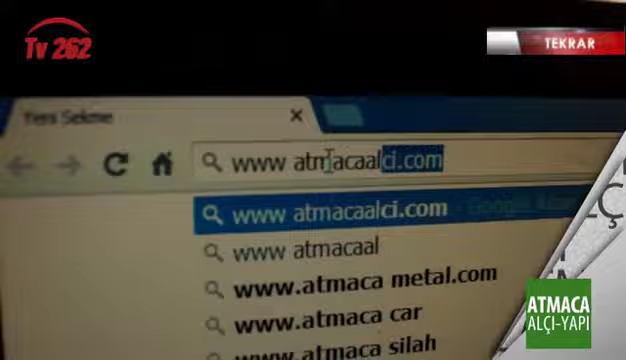 Tv 262
TEKRAR
Yeni Sekme
www atmacaalci.com
www atmacaalci.com - Google
www atmacaal
www.atmaca metal.com
www.atmaca car
www.atmaca silah
ATMACA
ALÇI-YAPI